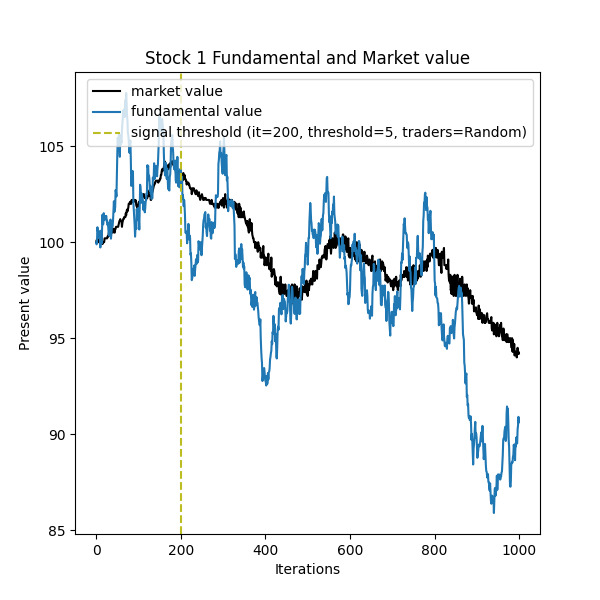 Stock 1 Fundamental and Market value
market value
fundamental value
signal threshold (it=200, threshold=5, traders=Random)
Present value
105
100
95
90
85
0 200 400 600 800 1000
Iterations